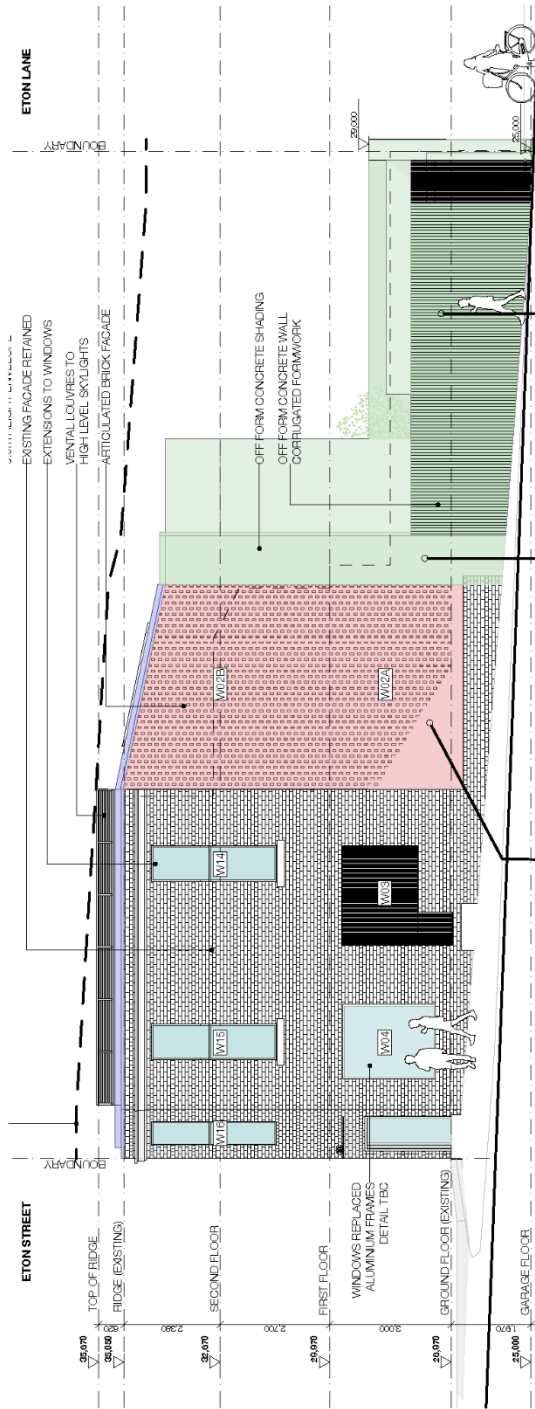 ETON STREET
ETON LANE
BOUNDARY
BOUNDARY
EXISTING FACADE RETAINED
EXTENSIONS TO WINDOWS
VENTAL LOUVRES TO
HIGH LEVEL SKYLIGHTS
ARTICULATED BRICK FACADE
OFF FORM CONCRETE SHADING
OFF FORM CONCRETE WALL
CORRUGATED FORMWORK
29,000
25,000
35,670
TOP OF RIDGE
620
35,050
RIDGE (EXISTING)
2,380
32,670
SECOND FLOOR
2,700
29,970
FIRST FLOOR
3,000
26,970
GROUND FLOOR (EXISTING)
1,970
25,000
GARAGE FLOOR
WINDOWS REPLACED
ALUMINIUM FRAMES
DETAIL TBC
W16
W15
W14
W02B
W04
W03
W02A